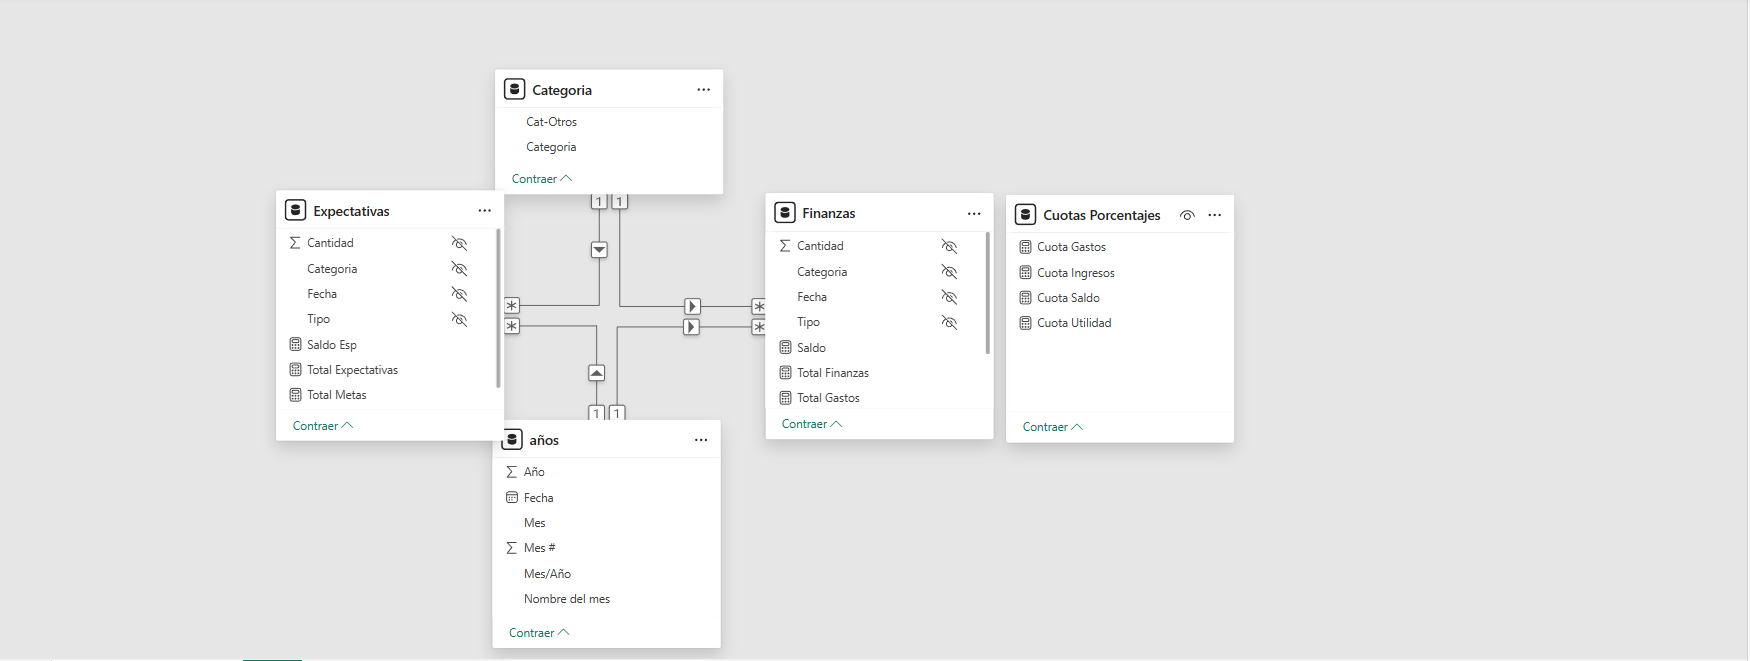 Categoria
Cat-Otros
Categoria
Contraer
1 1
Expectativas
Cantidad
Categoria
Fecha
Tipo
Saldo Esp
Total Expectativas
Total Metas
Contraer
* *
* *
Finanzas
Cantidad
Categoria
Fecha
Tipo
Saldo
Total Finanzas
Total Gastos
Contraer
Cuotas Porcentajes
Cuota Gastos
Cuota Ingresos
Cuota Saldo
Cuota Utilidad
Contraer
1 1
años
Año
Fecha
Mes
Mes #
Mes/Año
Nombre del mes
Contraer